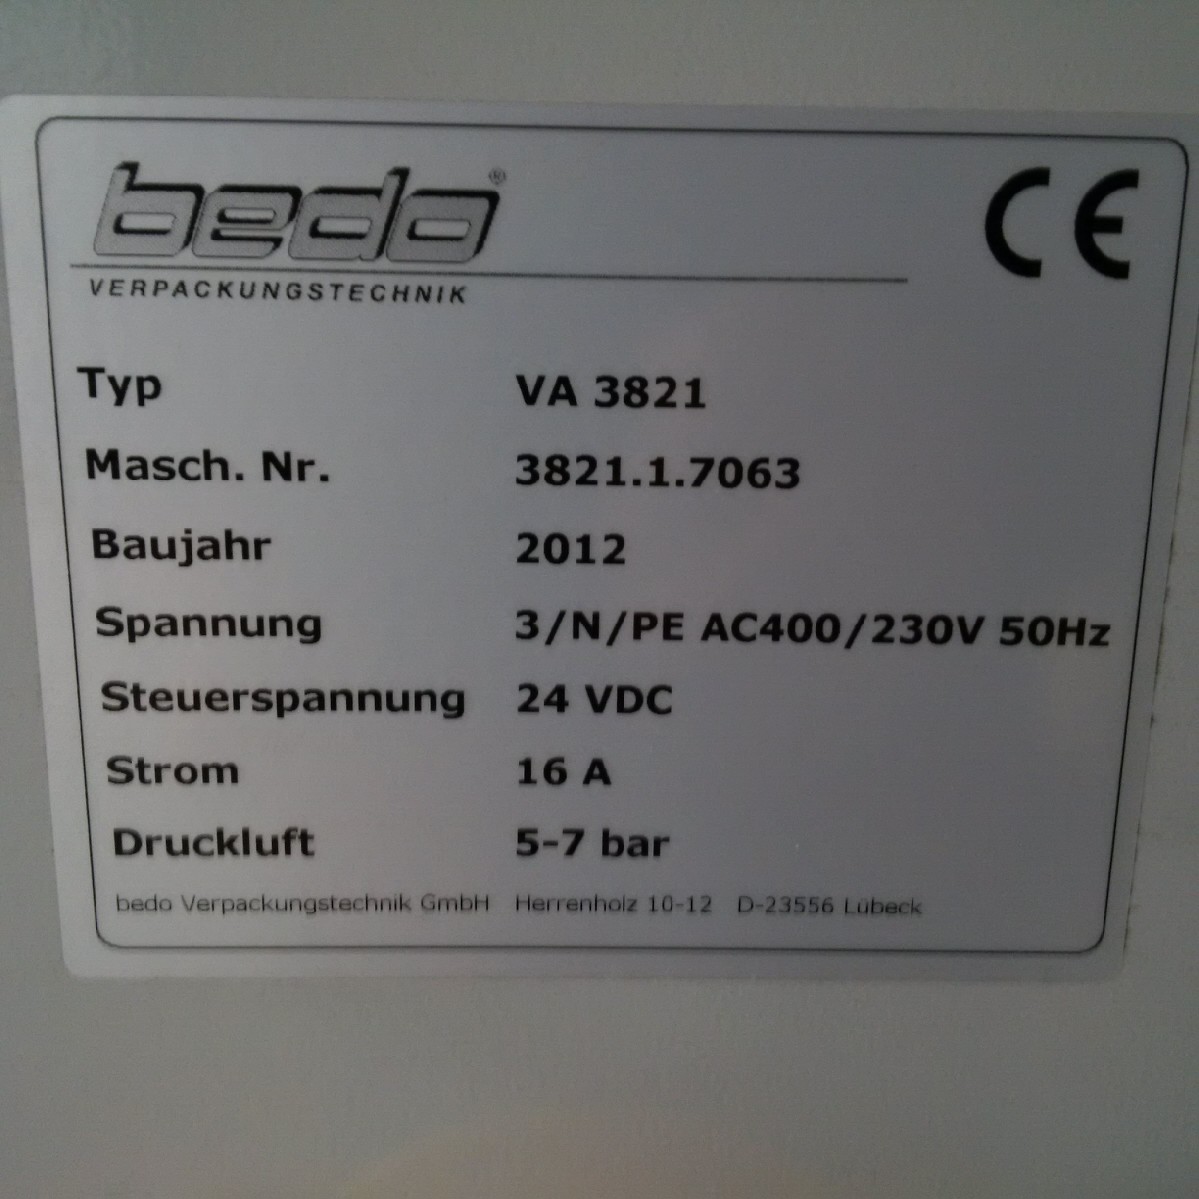 bedo®
CE
VERPACKUNGSTECHNIK
Typ VA 3821
Masch. Nr. 3821.1.7063
Baujahr 2012
Spannung 3/N/PE AC400/230V 50Hz
Steuerspannung 24 VDC
Strom 16 A
Druckluft 5-7 bar
bedo Verpackungstechnik GmbH Herrenholz 10-12 D-23556 Lübeck